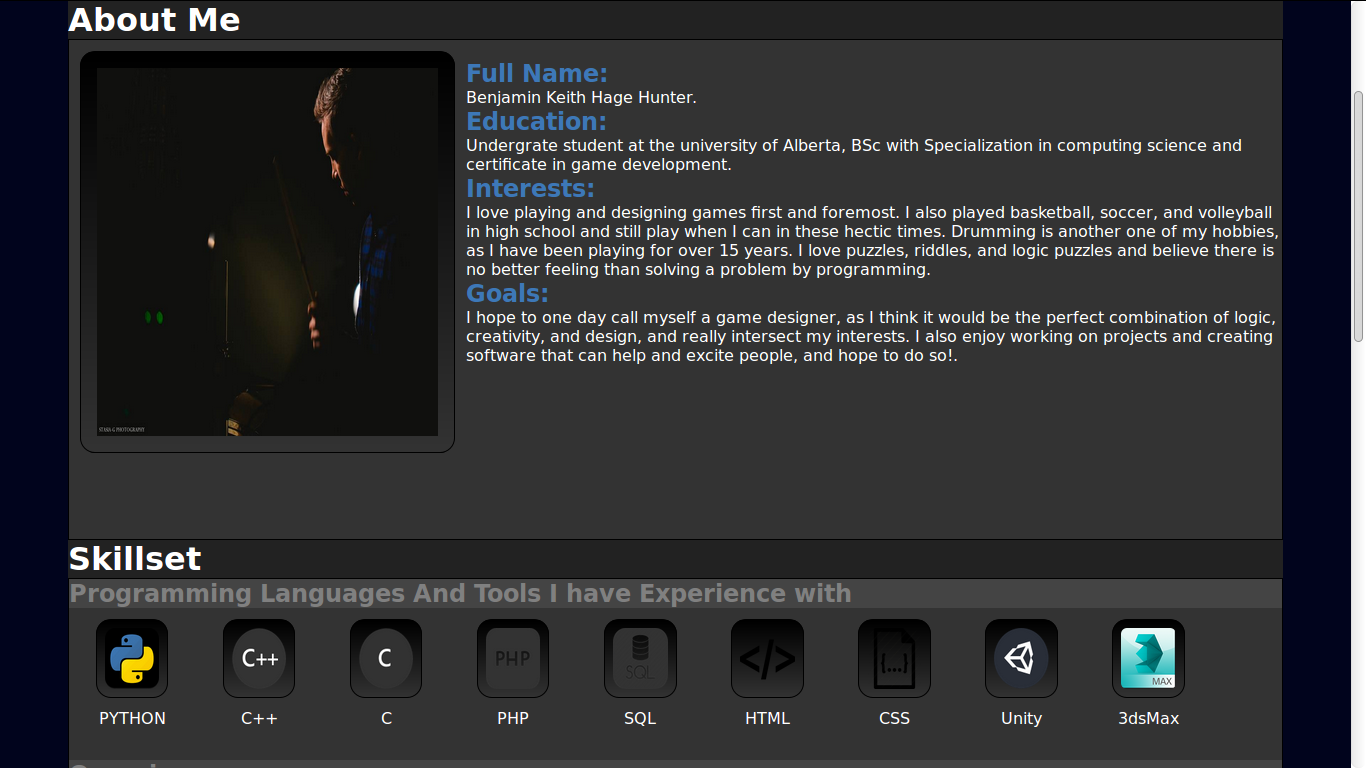 About Me
Full Name:
Benjamin Keith Hage Hunter.
Education:
Undergrate student at the university of Alberta, BSc with Specialization in computing science and
certificate in game development.
Interests:
I love playing and designing games first and foremost. I also played basketball, soccer, and volleyball
in high school and still play when I can in these hectic times. Drumming is another one of my hobbies,
as I have been playing for over 15 years. I love puzzles, riddles, and logic puzzles and believe there is
no better feeling than solving a problem by programming.
Goals:
I hope to one day call myself a game designer, as I think it would be the perfect combination of logic,
creativity, and design, and really intersect my interests. I also enjoy working on projects and creating
software that can help and excite people, and hope to do so!.
Skillset
Programming Languages And Tools I have Experience with
C++
C
PHP
SQL
</>
{...}
MAX
PYTHON
C++
C
PHP
SQL
HTML
CSS
Unity
3dsMax